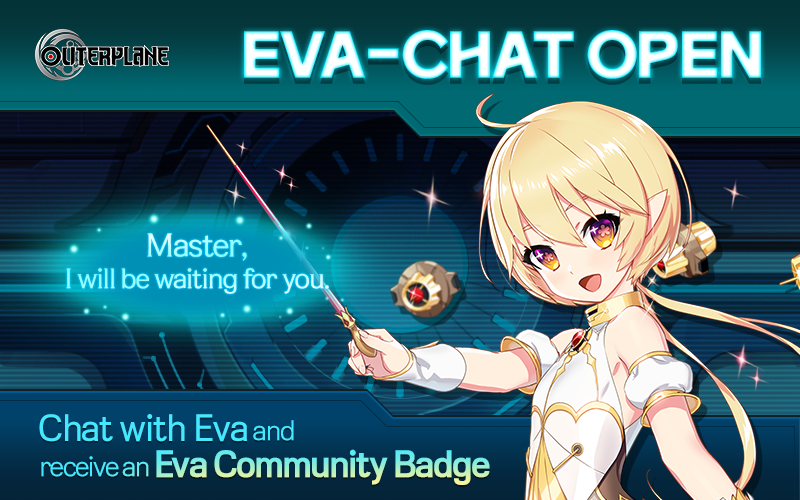 OUTERPLANE
EVA-CHAT OPEN
Master,
I will be waiting for you.
Chat with Eva and
receive an Eva Community Badge